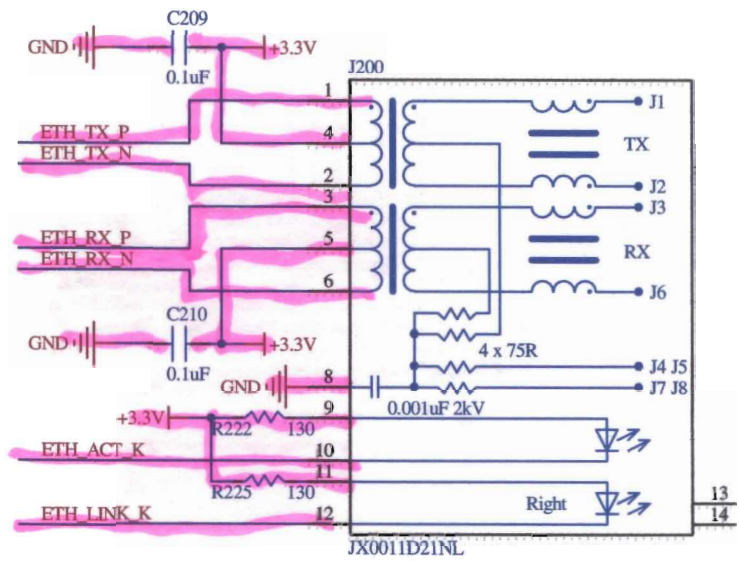 C209
GND
+3.3V
0.1uF
J200
1
J1
ETH_TX_P
4
TX
ETH_TX_N
2
J2
3
J3
ETH_RX_P
5
RX
ETH_RX_N
6
J6
C210
GND
+3.3V
4 x 75R
0.1uF
J4 J5
8
GND
J7 J8
0.001uF 2kV
9
+3.3V
R222 130
ETH_ACT_K
10
11
R225 130
Right
13
ETH_LINK_K
12
14
JX0011D21NL